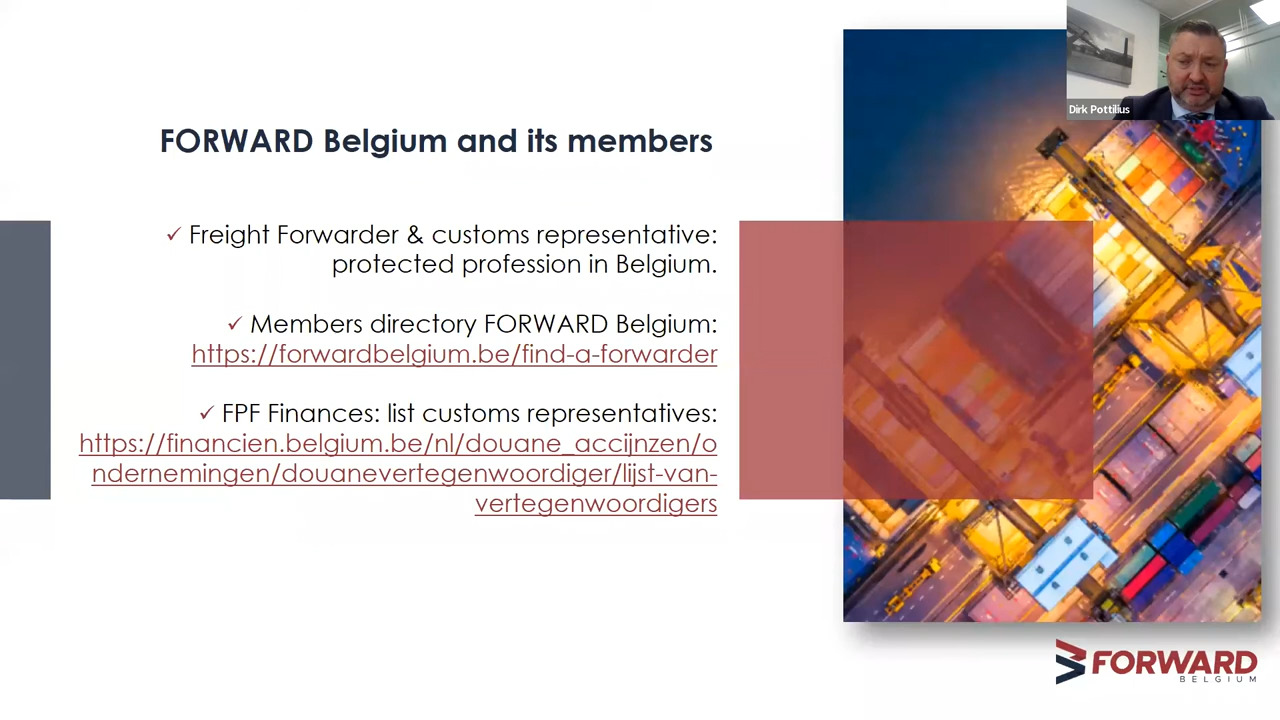 Dirk Pottilius
FORWARD Belgium and its members
✓ Freight Forwarder & customs representative:
protected profession in Belgium.
✓ Members directory FORWARD Belgium:
https://forwardbelgium.be/find-a-forwarder
✓ FPF Finances: list customs representatives:
https://financien.belgium.be/nl/douane_accijnzen/o
ndernemingen/douanevertegenwoordiger/lijst-van-
vertegenwoordigers
FORWARD
BELGIUM